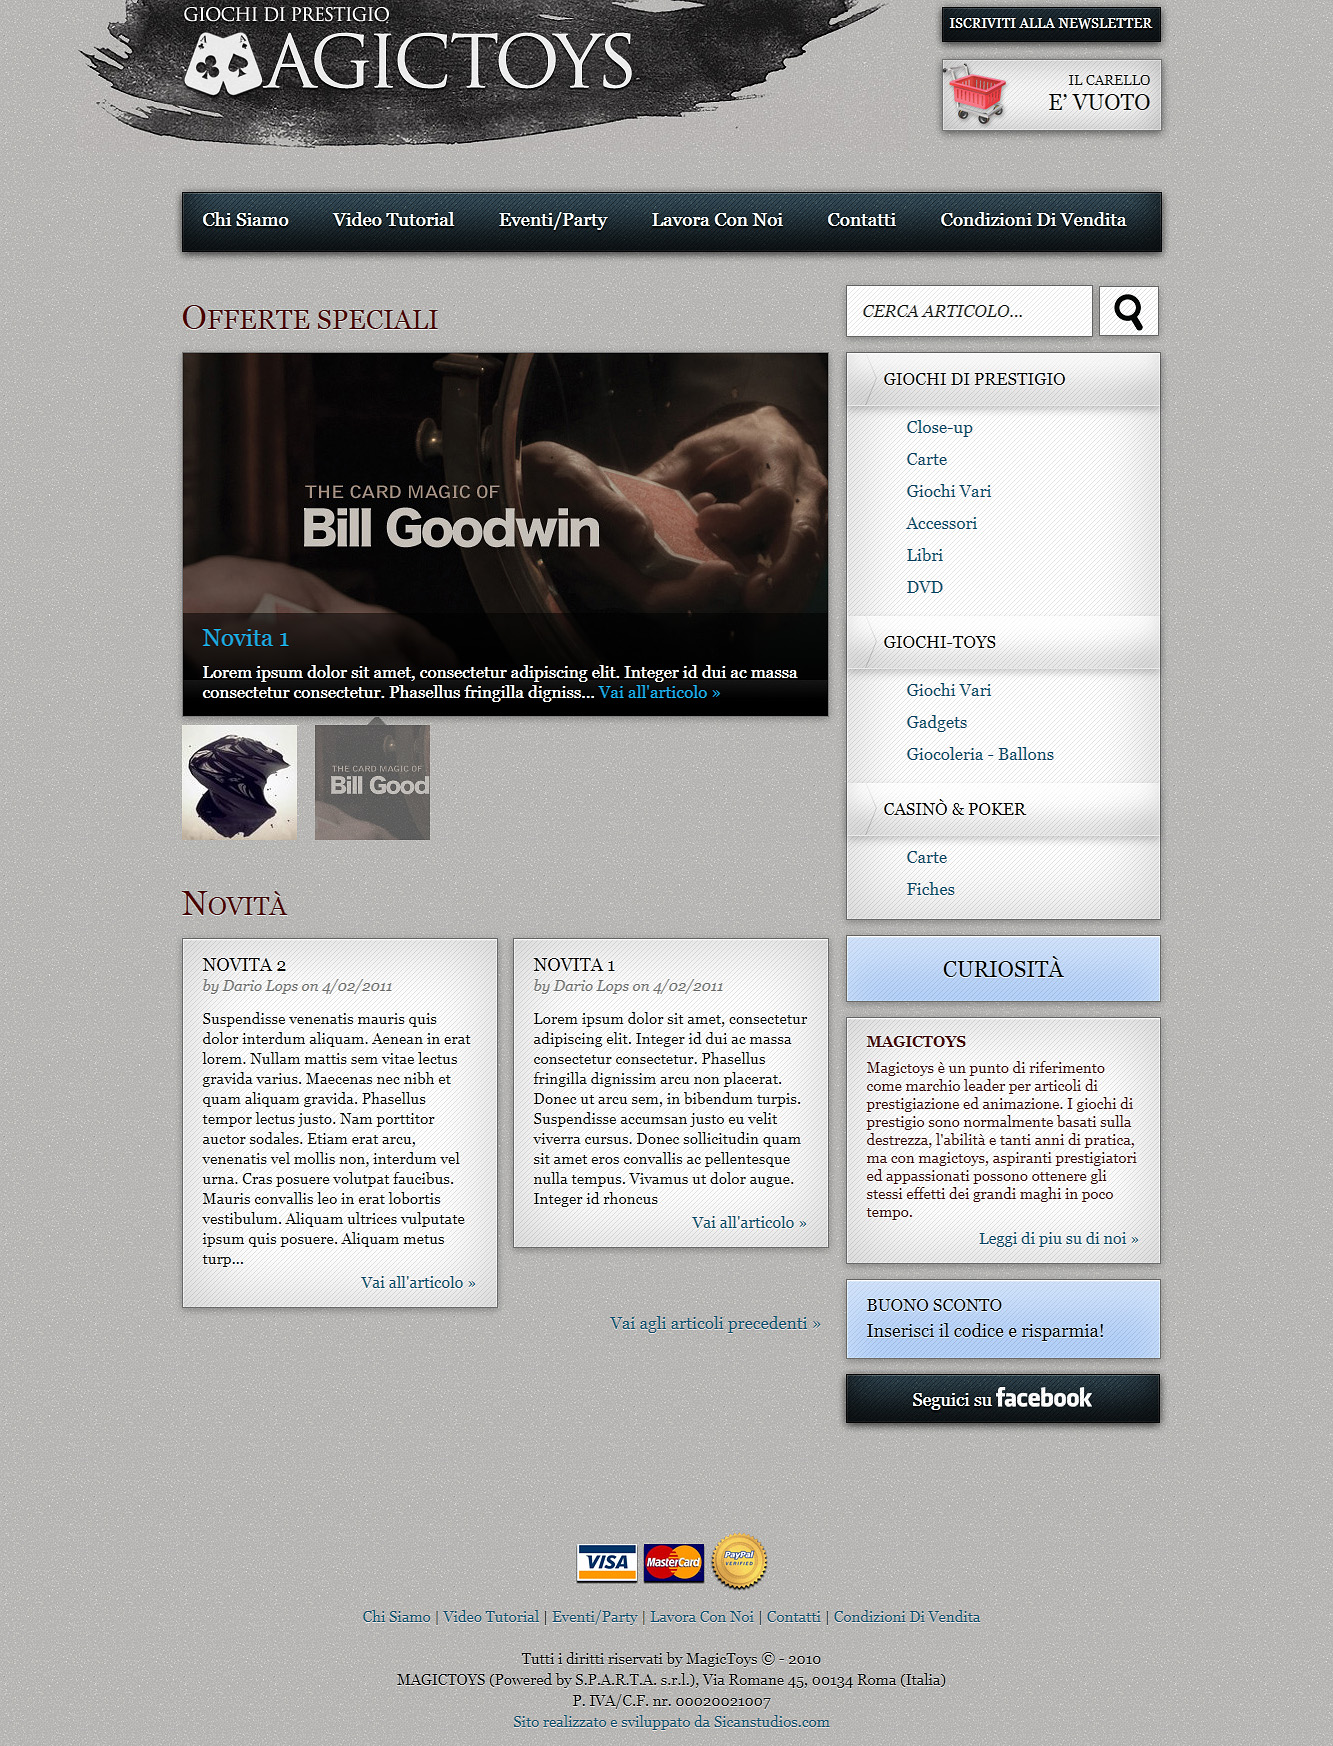 GIOCHI DI PRESTIGIO
MAGICTOYS
ISCRIVITI ALLA NEWSLETTER
IL CARELLO
E' VUOTO
Chi Siamo
Video Tutorial
Eventi/Party
Lavora Con Noi
Contatti
Condizioni Di Vendita
OFFERTE SPECIALI
THE CARD MAGIC OF
Bill Goodwin
Novita 1
Lorem ipsum dolor sit amet, consectetur adipiscing elit. Integer id dui ac massa
consectetur consectetur. Phasellus fringilla digniss... Vai all'articolo »
THE CARD MAGIC OF
Bill Good
NOVITÀ
NOVITA 2
by Dario Lops on 4/02/2011
Suspendisse venenatis mauris quis
dolor interdum aliquam. Aenean in erat
lorem. Nullam mattis sem vitae lectus
gravida varius. Maecenas nec nibh et
quam aliquam gravida. Phasellus
tempor lectus justo. Nam porttitor
auctor sodales. Etiam erat arcu,
venenatis vel mollis non, interdum vel
urna. Cras posuere volutpat faucibus.
Mauris convallis leo in erat lobortis
vestibulum. Aliquam ultrices vulputate
ipsum quis posuere. Aliquam metus
turp...
Vai all'articolo »
NOVITA 1
by Dario Lops on 4/02/2011
Lorem ipsum dolor sit amet, consectetur
adipiscing elit. Integer id dui ac massa
consectetur consectetur. Phasellus
fringilla dignissim arcu non placerat.
Donec ut arcu sem, in bibendum turpis.
Suspendisse accumsan justo eu velit
viverra cursus. Donec sollicitudin quam
sit amet eros convallis ac pellentesque
nulla tempus. Vivamus ut dolor augue.
Integer id rhoncus
Vai all'articolo »
Vai agli articoli precedenti »
CERCA ARTICOLO...
GIOCHI DI PRESTIGIO
Close-up
Carte
Giochi Vari
Accessori
Libri
DVD
GIOCHI-TOYS
Giochi Vari
Gadgets
Giocoleria - Ballons
CASINÒ & POKER
Carte
Fiches
CURIOSITÀ
MAGICTOYS
Magictoys è un punto di riferimento
come marchio leader per articoli di
prestigiazione ed animazione. I giochi di
prestigio sono normalmente basati sulla
destrezza, l'abilità e tanti anni di pratica,
ma con magictoys, aspiranti prestigiatori
ed appassionati possono ottenere gli
stessi effetti dei grandi maghi in poco
tempo.
Leggi di piu su di noi »
BUONO SCONTO
Inserisci il codice e risparmia!
Seguici su facebook
VISA
MasterCard
PayPal
VERIFIED
Chi Siamo | Video Tutorial | Eventi/Party | Lavora Con Noi | Contatti | Condizioni Di Vendita
Tutti i diritti riservati by MagicToys © - 2010
MAGICTOYS (Powered by S.P.A.R.T.A. s.r.l.), Via Romane 45, 00134 Roma (Italia)
P. IVA/C.F. nr. 00020021007
Sito realizzato e sviluppato da Sicanstudios.com